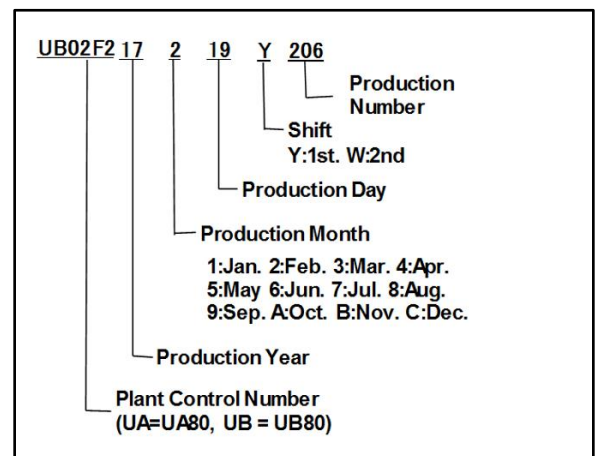 UB02F2 17 2 19 Y 206
Production
Number
Shift
Y:1st. W:2nd
Production Day
Production Month
1:Jan. 2:Feb. 3:Mar. 4:Apr.
5:May 6:Jun. 7:Jul. 8:Aug.
9:Sep. A:Oct. B:Nov. C:Dec.
Production Year
Plant Control Number
(UA=UA80, UB = UB80)